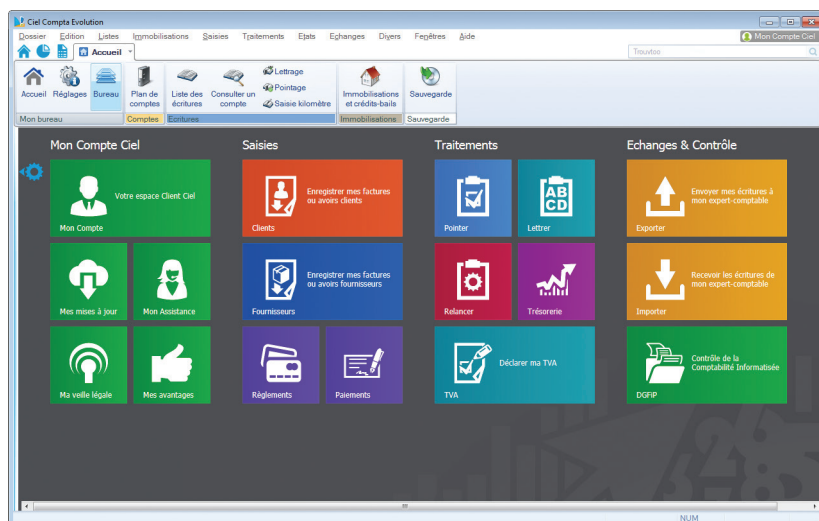 Ciel Compta Evolution
Dossier Edition Listes Immobilisations Saisies Traitements Etats Echanges Divers Fenêtres Aide
Mon Compte Ciel
Accueil
Trouvtoo
Accueil Réglages Bureau
Plan de comptes
Liste des écritures
Consulter un compte
Lettrage
Pointage
Saisie kilomètre
Immobilisations et crédits-bails
Sauvegarde
Mon bureau Comptes Ecritures Immobilisations Sauvegarde
Mon Compte Ciel
Votre espace Client Ciel
Mon Compte
Mes mises à jour
Mon Assistance
Ma veille légale
Mes avantages
Saisies
Enregistrer mes factures
ou avoirs clients
Clients
Enregistrer mes factures
ou avoirs fournisseurs
Fournisseurs
Règlements
Paiements
Traitements
Pointer
AB
CD
Lettrer
Relancer
Trésorerie
Déclarer ma TVA
TVA
Echanges & Contrôle
Envoyer mes écritures à
mon expert-comptable
Exporter
Recevoir les écritures de
mon expert-comptable
Importer
Contrôle de la
Comptabilité Informatisée
DGFiP
NUM